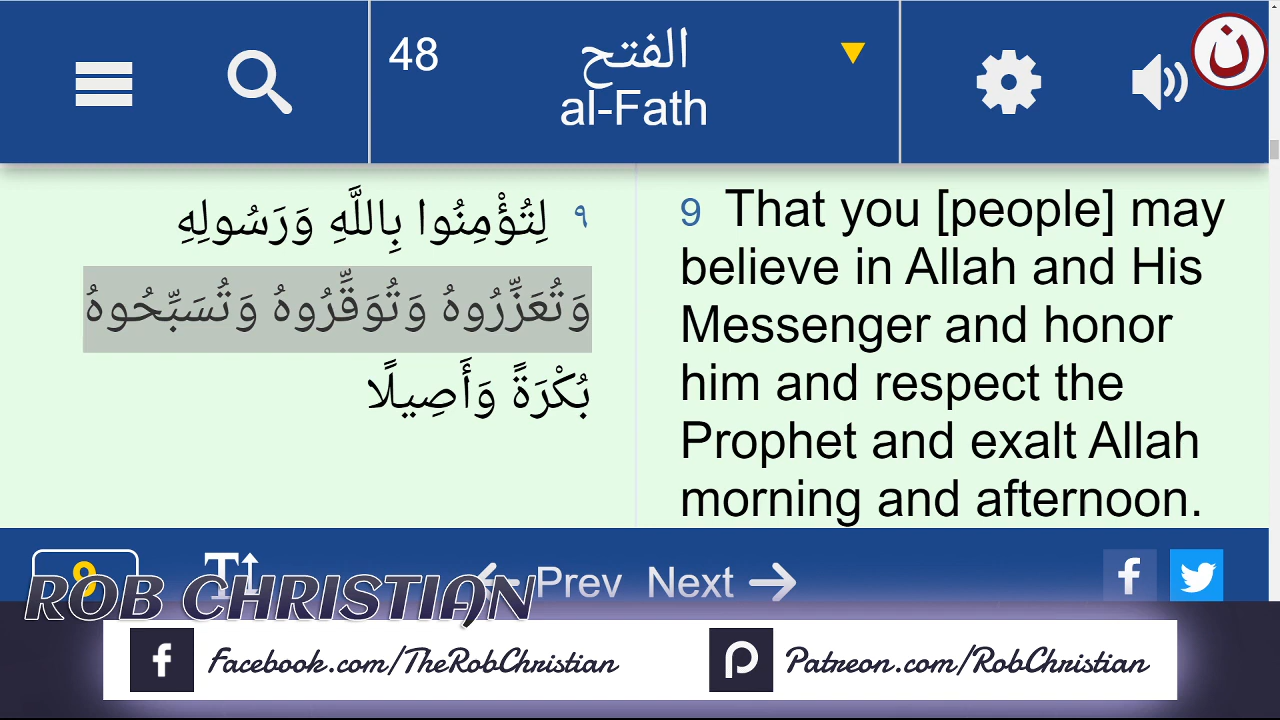 48
الفتح
al-Fath
ن
٩ لِتُؤْمِنُوا بِاللَّهِ وَرَسُولِهِ
وَتُعَزِّرُوهُ وَتُوَقِّرُوهُ وَتُسَبِّحُوهُ
بُكْرَةً وَأَصِيلًا
9 That you [people] may
believe in Allah and His
Messenger and honor
him and respect the
Prophet and exalt Allah
morning and afternoon.
9
T
Prev Next
ROB CHRISTIAN
Facebook.com/TheRobChristian
Patreon.com/RobChristian